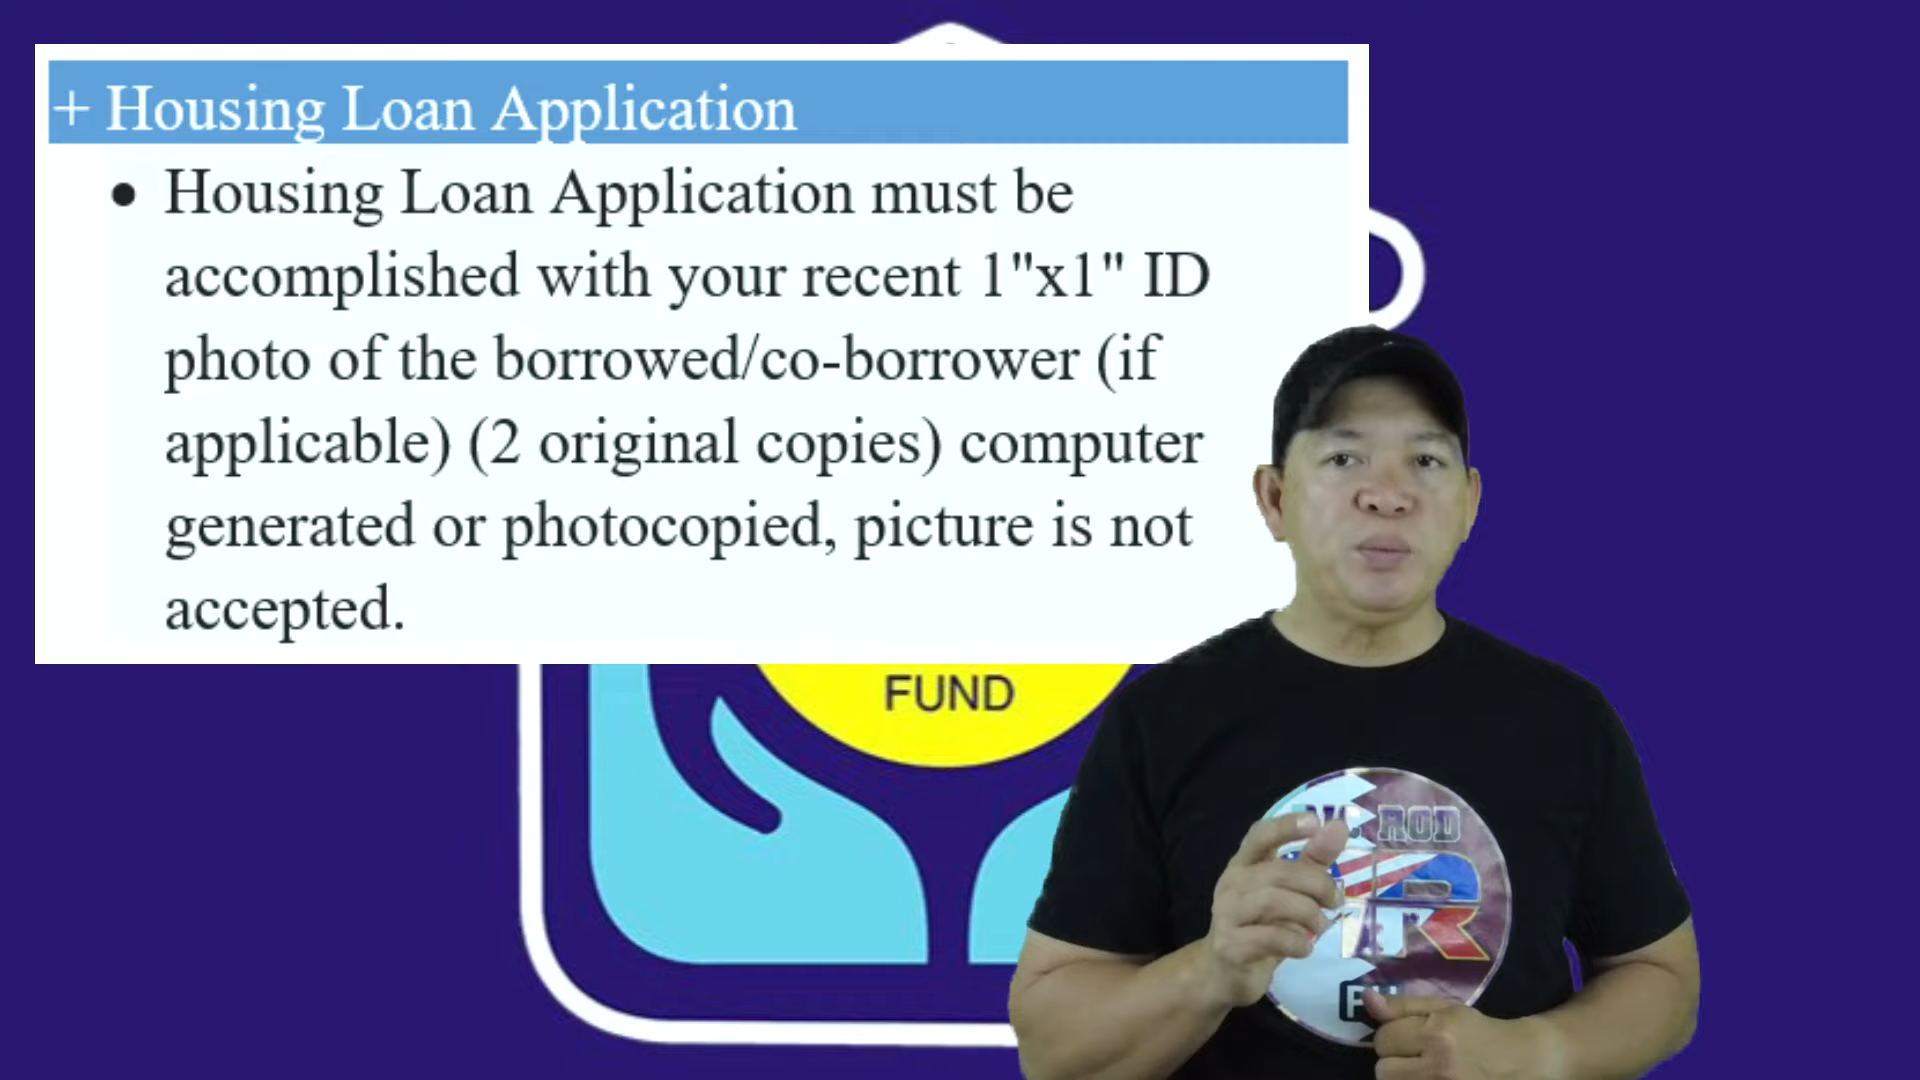 + Housing Loan Application
• Housing Loan Application must be
accomplished with your recent 1"x1" ID
photo of the borrowed/co-borrower (if
applicable) (2 original copies) computer
generated or photocopied, picture is not
accepted.
FUND
ROD